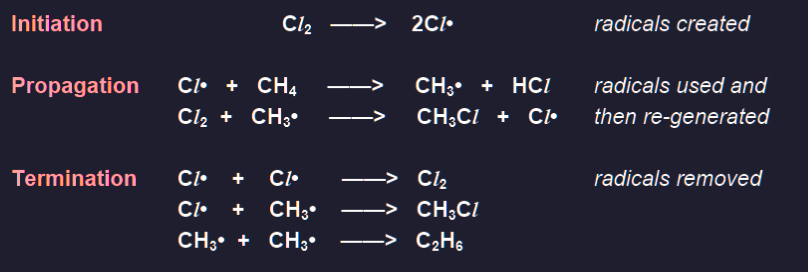 Initiation Cl₂ ——> 2Cl• radicals created
Propagation Cl• + CH₄ ——> CH₃• + HCl radicals used and
Cl₂ + CH₃• ——> CH₃Cl + Cl• then re-generated
Termination Cl• + Cl• ——> Cl₂ radicals removed
Cl• + CH₃• ——> CH₃Cl
CH₃• + CH₃• ——> C₂H₆